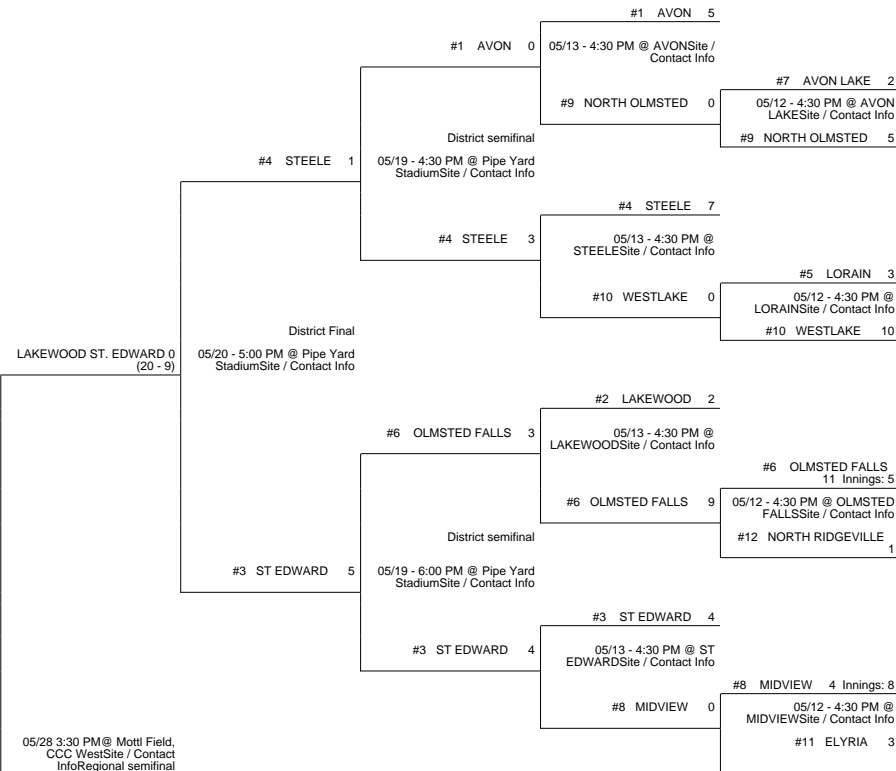 #1 AVON 5
#1 AVON 0
05/13 - 4:30 PM @ AVONSite /
Contact Info
#7 AVON LAKE 2
#9 NORTH OLMSTED 0
05/12 - 4:30 PM @ AVON
LAKESite / Contact Info
#9 NORTH OLMSTED 5
District semifinal
#4 STEELE 1
05/19 - 4:30 PM @ Pipe Yard
StadiumSite / Contact Info
#4 STEELE 7
#4 STEELE 3
05/13 - 4:30 PM @
STEELESite / Contact Info
#5 LORAIN 3
#10 WESTLAKE 0
05/12 - 4:30 PM @
LORAINSite / Contact Info
#10 WESTLAKE 10
District Final
LAKEWOOD ST. EDWARD 0
(20 - 9)
05/20 - 5:00 PM @ Pipe Yard
StadiumSite / Contact Info
#2 LAKEWOOD 2
#6 OLMSTED FALLS 3
05/13 - 4:30 PM @
LAKEWOODSite / Contact Info
#6 OLMSTED FALLS
11 Innings: 5
#6 OLMSTED FALLS 9
05/12 - 4:30 PM @ OLMSTED
FALLSSite / Contact Info
#12 NORTH RIDGEVILLE
1
District semifinal
#3 ST EDWARD 5
05/19 - 6:00 PM @ Pipe Yard
StadiumSite / Contact Info
#3 ST EDWARD 4
#3 ST EDWARD 4
05/13 - 4:30 PM @ ST
EDWARDSite / Contact Info
#8 MIDVIEW 4 Innings: 8
#8 MIDVIEW 0
05/12 - 4:30 PM @
MIDVIEWSite / Contact Info
#11 ELYRIA 3
05/28 3:30 PM@ Mottl Field,
CCC WestSite / Contact
InfoRegional semifinal